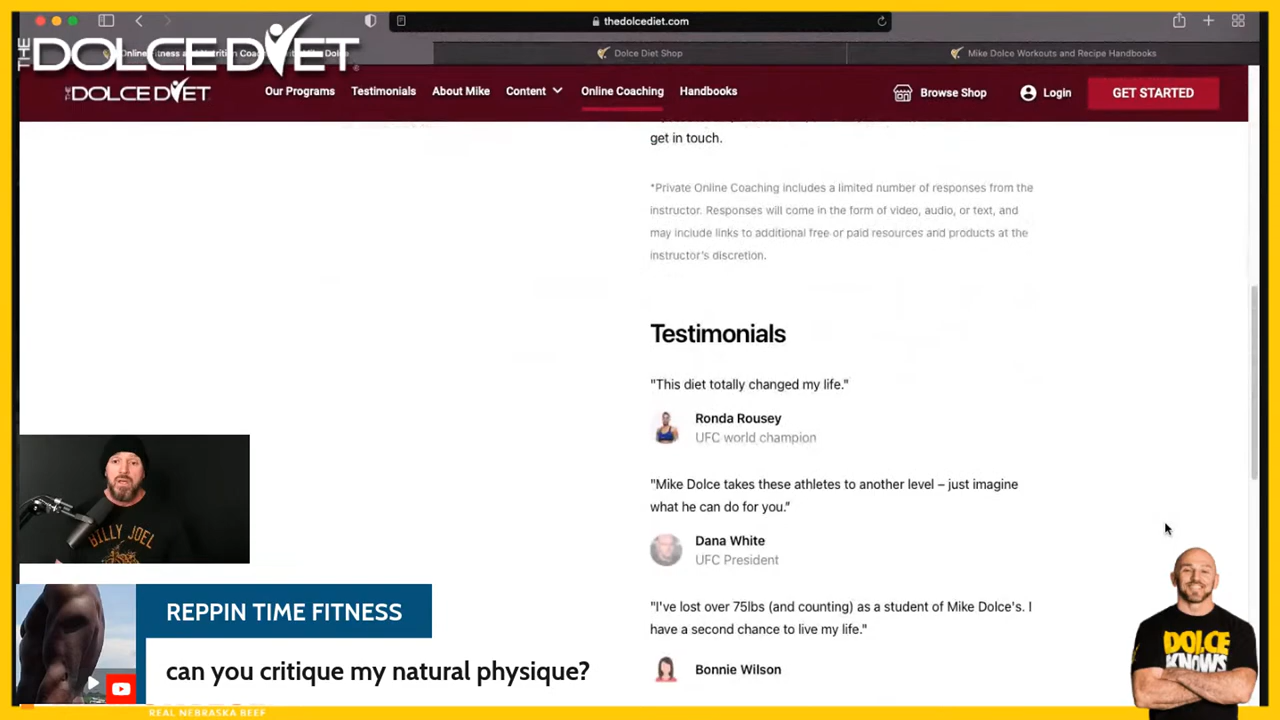 thedolcediet.com
THE DOLCE DIET
Dolce Diet Shop
Mike Dolce Workouts and Recipe Handbooks
THE DOLCE DIET
Our Programs
Testimonials
About Mike
Content
Online Coaching
Handbooks
Browse Shop
Login
GET STARTED
get in touch.
*Private Online Coaching includes a limited number of responses from the
instructor. Responses will come in the form of video, audio, or text, and
may include links to additional free or paid resources and products at the
instructor's discretion.
Testimonials
"This diet totally changed my life."
Ronda Rousey
UFC world champion
"Mike Dolce takes these athletes to another level – just imagine
what he can do for you."
Dana White
UFC President
"I've lost over 75lbs (and counting) as a student of Mike Dolce's. I
have a second chance to live my life."
Bonnie Wilson
BILLY JOEL
DOLCE
KNOWS
REPPIN TIME FITNESS
can you critique my natural physique?
REAL NEBRASKA BEEF